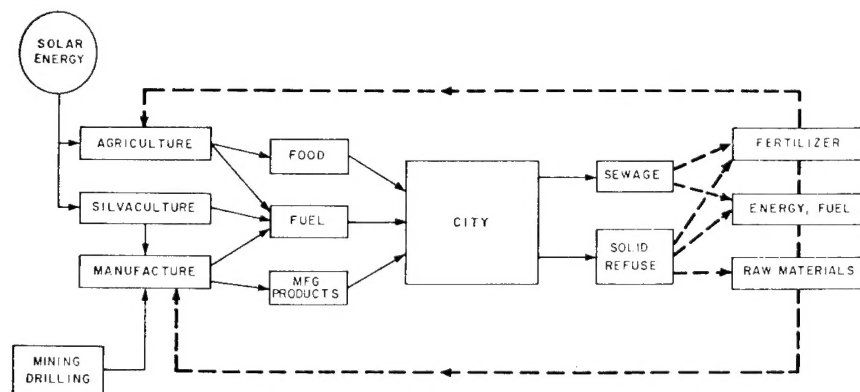 SOLAR
ENERGY
AGRICULTURE
FOOD
FERTILIZER
SEWAGE
SILVACULTURE
FUEL
CITY
ENERGY, FUEL
SOLID
REFUSE
MANUFACTURE
MFG
PRODUCTS
RAW MATERIALS
MINING
DRILLING